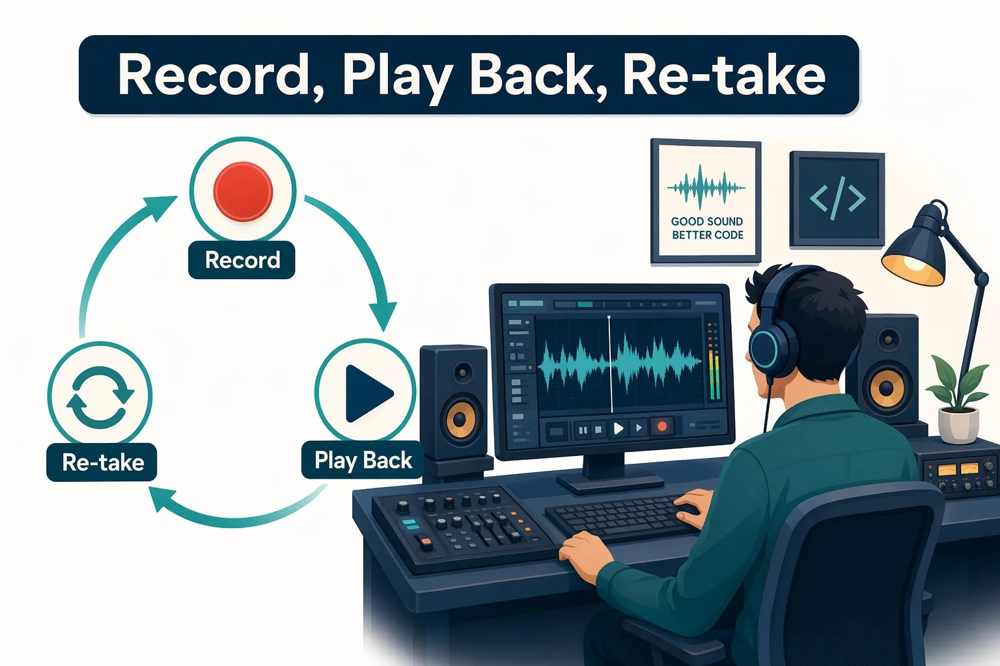 Record, Play Back, Re-take
Record
Re-take
Play Back
GOOD SOUND
BETTER CODE
</>